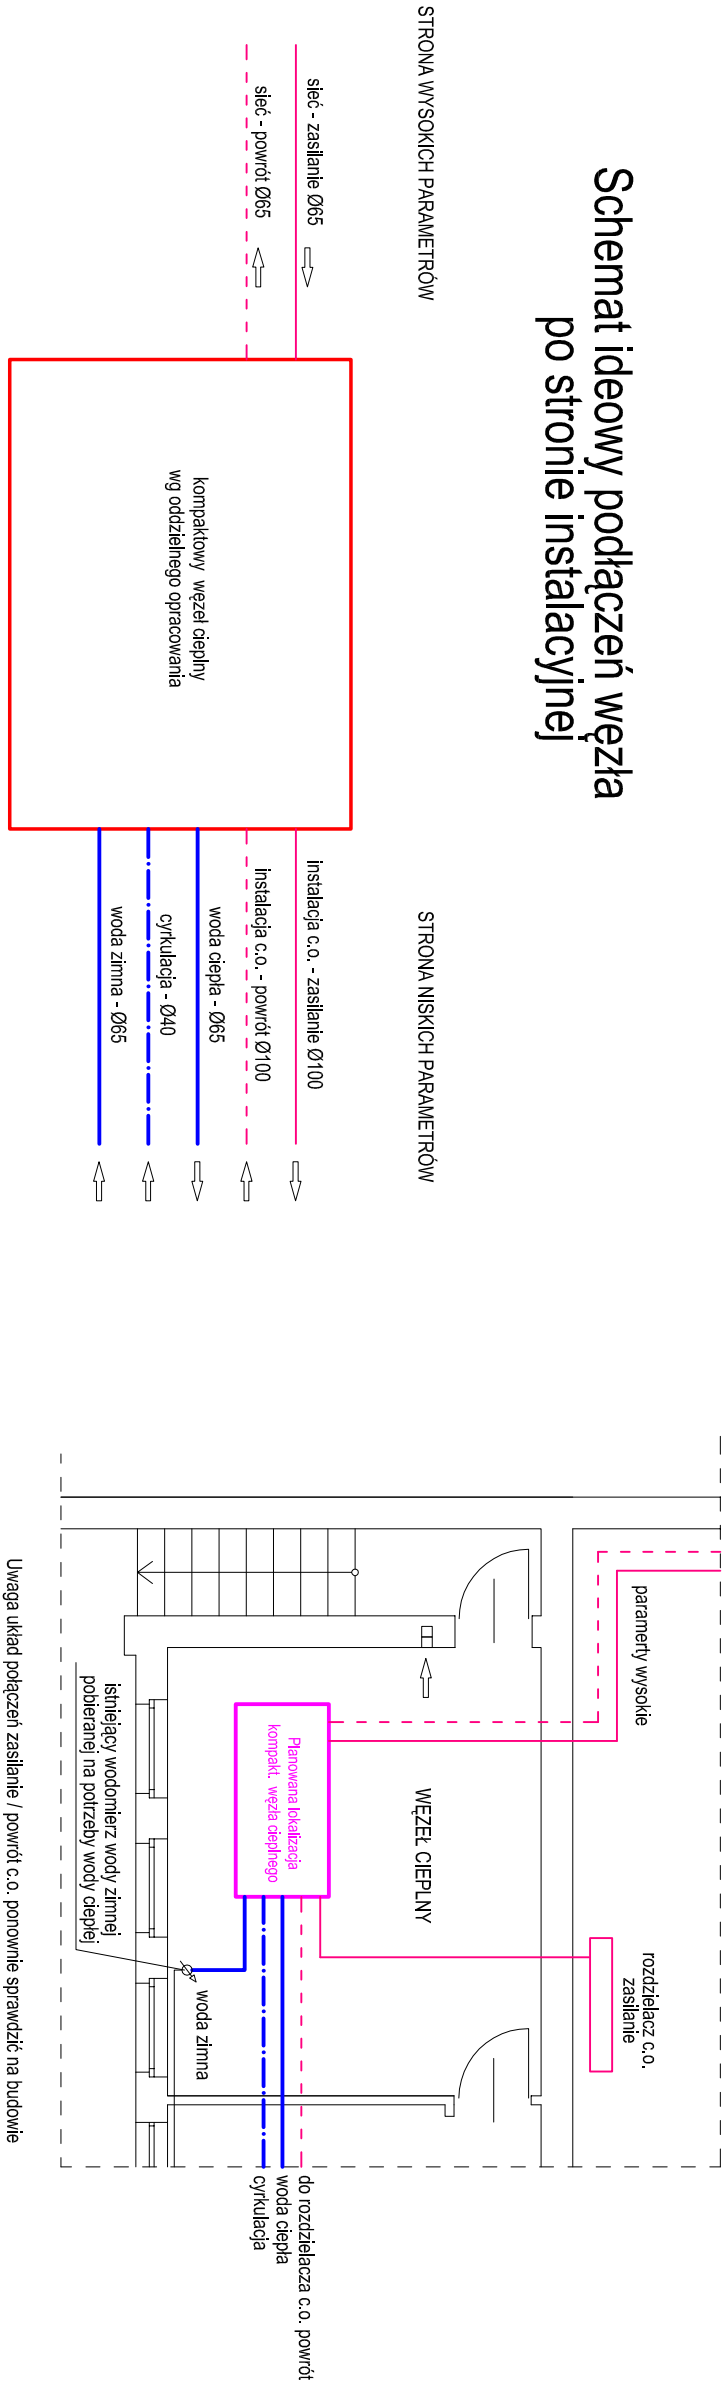 Schemat ideowy podłączeń węzła
po stronie instalacyjnej
STRONA WYSOKICH PARAMETRÓW
STRONA NISKICH PARAMETRÓW
sieć - zasilanie Ø65
sieć - powrót Ø65
kompaktowy węzeł cieplny
wg oddzielnego opracowania
instalacja c.o. - zasilanie Ø100
instalacja c.o. - powrót Ø100
woda ciepła - Ø65
cyrkulacja - Ø40
woda zimna - Ø65
paramerty wysokie
rozdzielacz c.o.
zasilanie
WĘZEŁ CIEPLNY
Planowana lokalizacja
kompakt. węzła cieplnego
do rozdzielacza c.o. powrót
woda ciepła
cyrkulacja
woda zimna
istniejący wodomierz wody zimnej
pobieranej na potrzeby wody ciepłej
Uwaga układ połączeń zasilanie / powrót c.o. ponownie sprawdzić na budowie